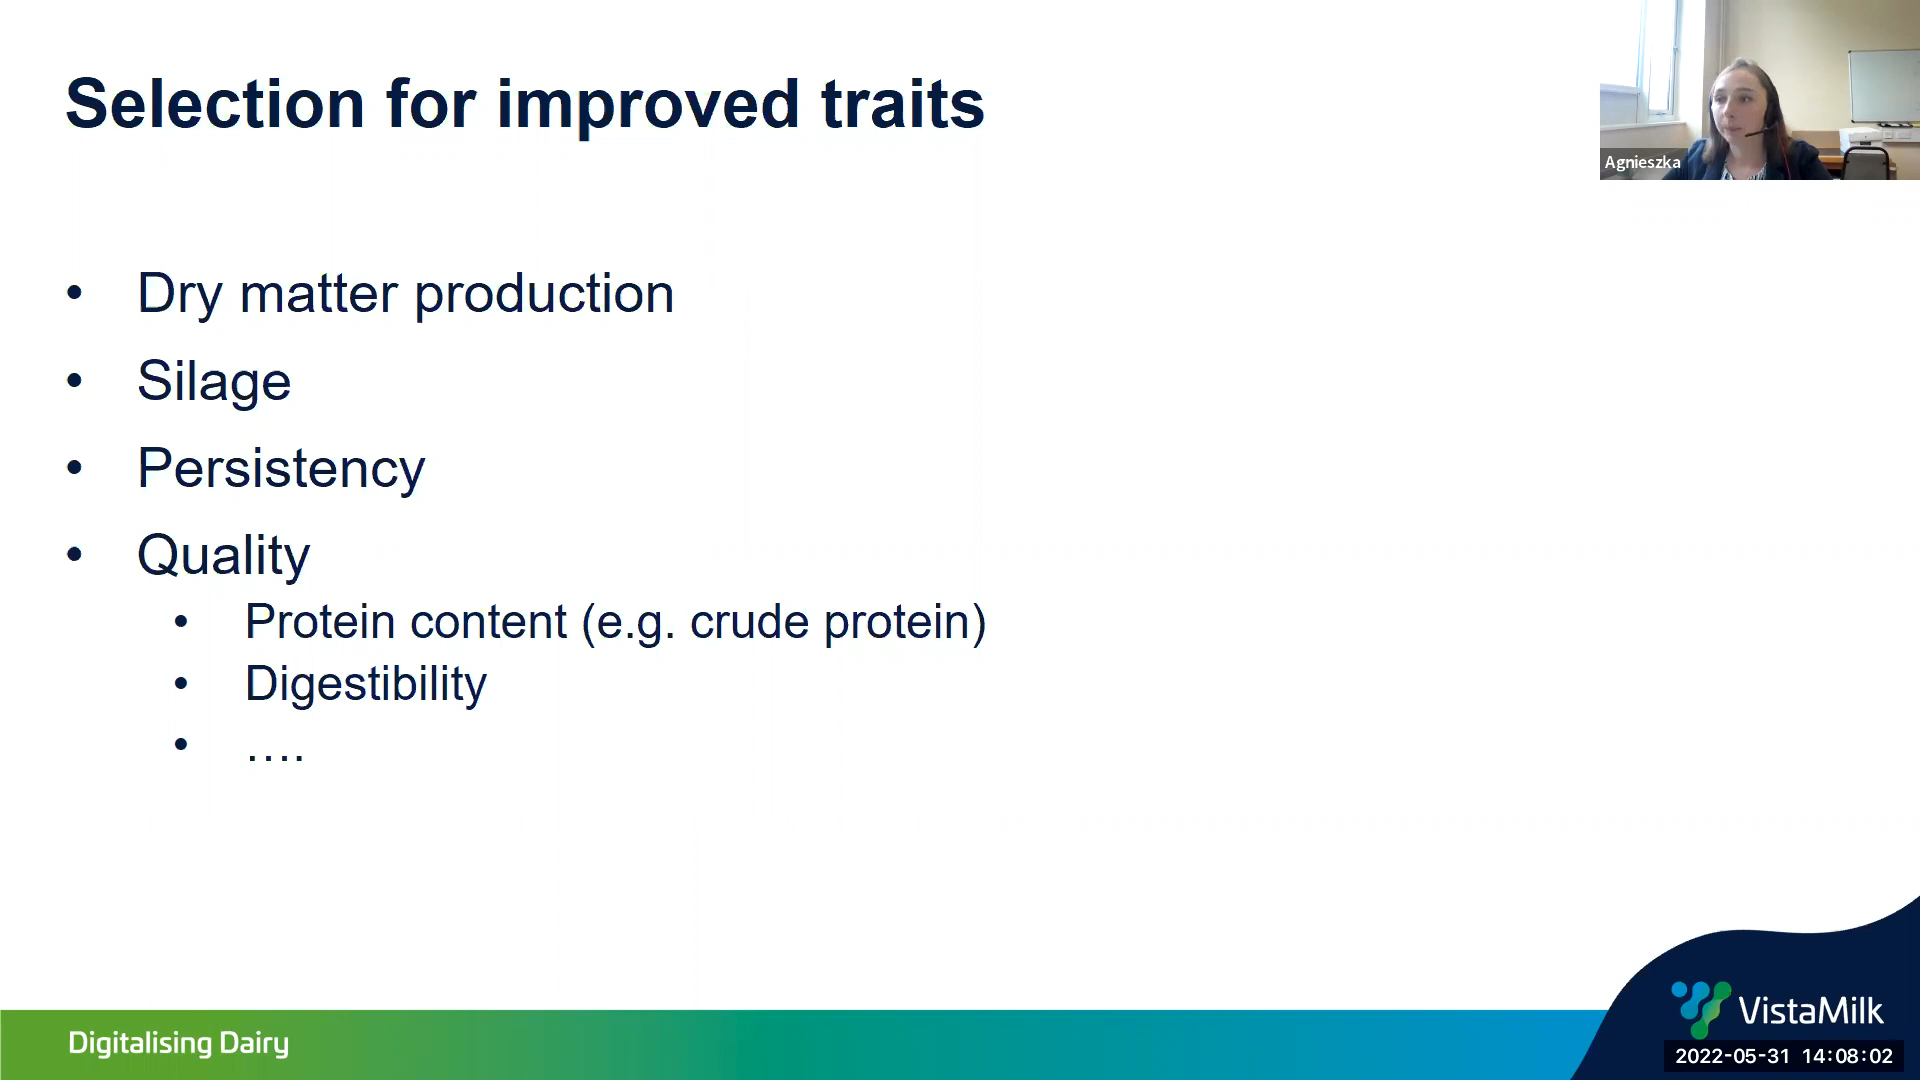 Selection for improved traits
Agnieszka
• Dry matter production
• Silage
• Persistency
• Quality
• Protein content (e.g. crude protein)
• Digestibility
• ....
Digitalising Dairy
VistaMilk
2022-05-31 14:08:02